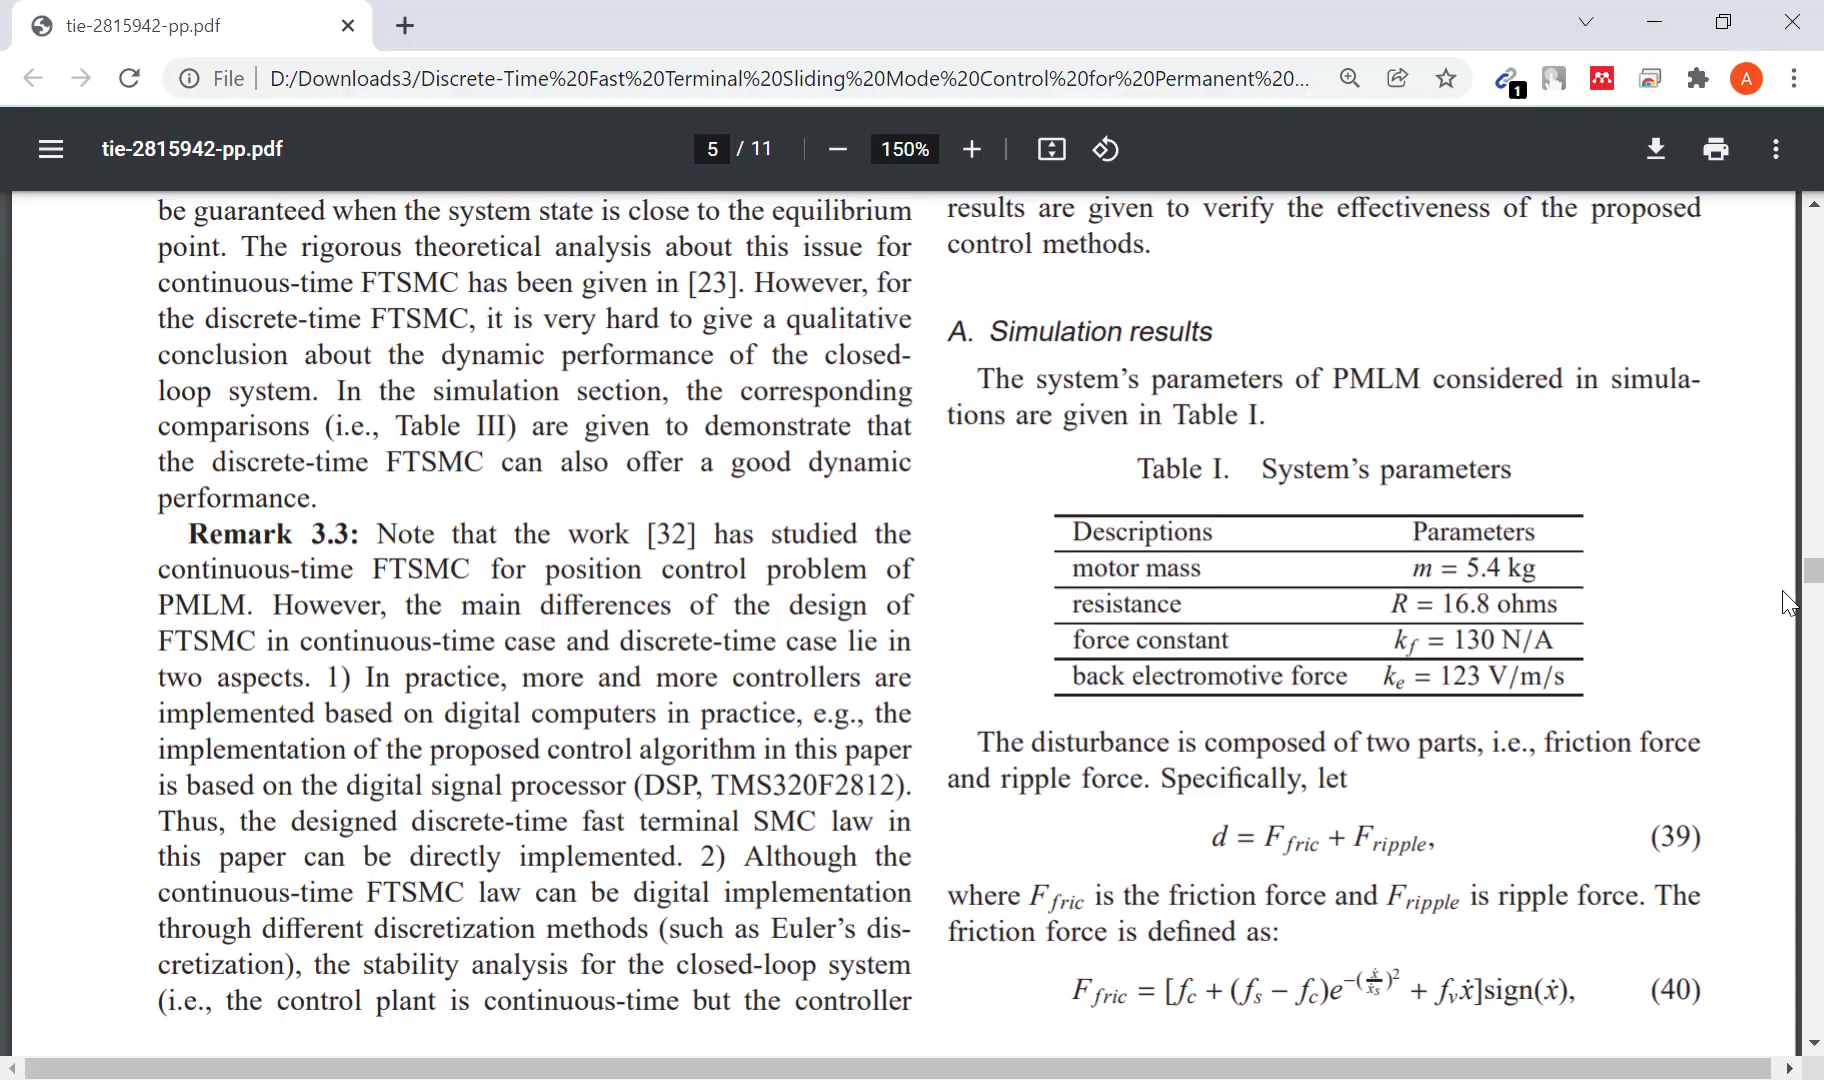 tie-2815942-pp.pdf
File
D:/Downloads3/Discrete-Time%20Fast%20Terminal%20Sliding%20Mode%20Control%20for%20Permanent%20...
1
A
tie-2815942-pp.pdf
5 / 11
150%
be guaranteed when the system state is close to the equilibrium
point. The rigorous theoretical analysis about this issue for
continuous-time FTSMC has been given in [23]. However, for
the discrete-time FTSMC, it is very hard to give a qualitative
conclusion about the dynamic performance of the closed-
loop system. In the simulation section, the corresponding
comparisons (i.e., Table III) are given to demonstrate that
the discrete-time FTSMC can also offer a good dynamic
performance.
Remark 3.3: Note that the work [32] has studied the
continuous-time FTSMC for position control problem of
PMLM. However, the main differences of the design of
FTSMC in continuous-time case and discrete-time case lie in
two aspects. 1) In practice, more and more controllers are
implemented based on digital computers in practice, e.g., the
implementation of the proposed control algorithm in this paper
is based on the digital signal processor (DSP, TMS320F2812).
Thus, the designed discrete-time fast terminal SMC law in
this paper can be directly implemented. 2) Although the
continuous-time FTSMC law can be digital implementation
through different discretization methods (such as Euler's dis-
cretization), the stability analysis for the closed-loop system
(i.e., the control plant is continuous-time but the controller
results are given to verify the effectiveness of the proposed
control methods.
A. Simulation results
The system's parameters of PMLM considered in simula-
tions are given in Table I.
Table I. System's parameters
Descriptions Parameters
motor mass m = 5.4 kg
resistance R = 16.8 ohms
force constant k_f = 130 N/A
back electromotive force k_e = 123 V/m/s
The disturbance is composed of two parts, i.e., friction force
and ripple force. Specifically, let
d = F_fric + F_ripple, (39)
where F_fric is the friction force and F_ripple is ripple force. The
friction force is defined as:
F_fric = [f_c + (f_s − f_c)e^{−(ẋ/ẋ_s)^2} + f_vẋ]sign(ẋ), (40)